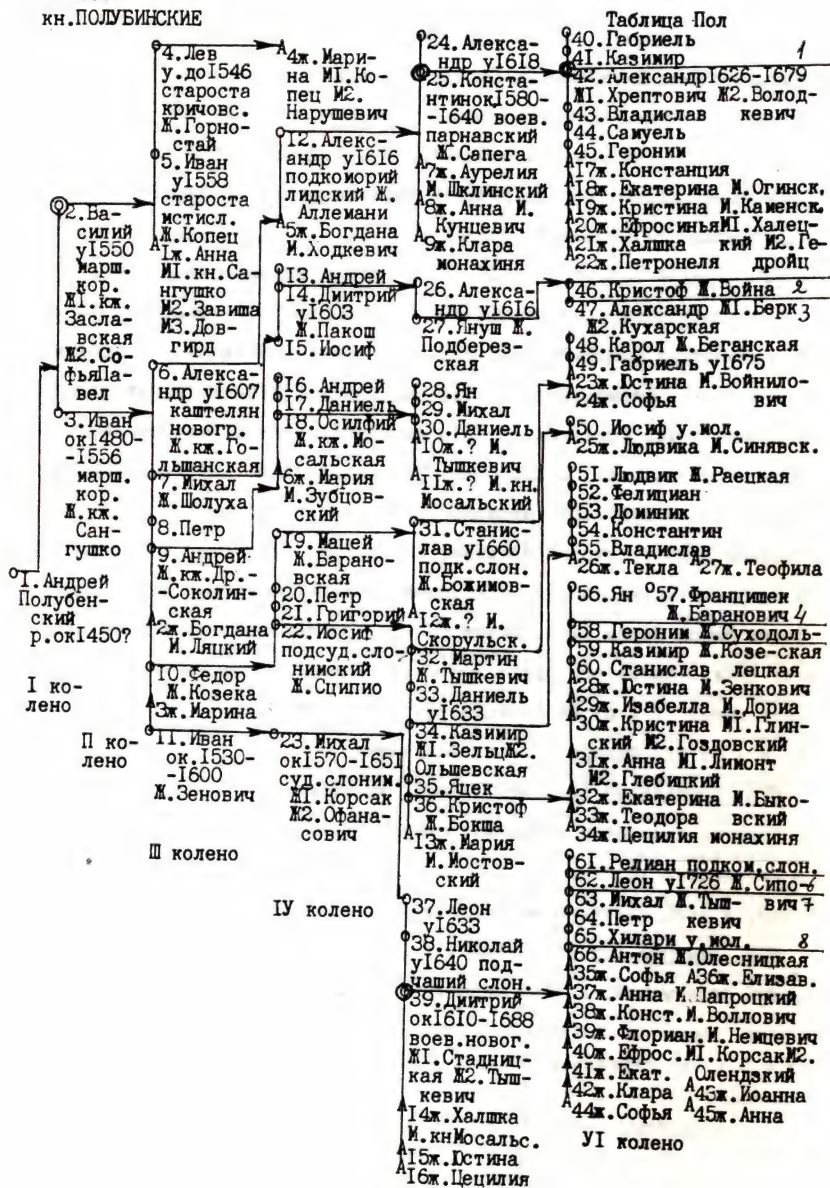 кн.ПОЛУБИНСКИЕ
Таблица Пол
I.Андрей
Полубен-
ский
р.ок1450?
I ко-
лено
2.Ва-
силий
у1550
марш.
кор.
Ж1.кж.
Засла-
вская
Ж2.Со-
фьяПа-
вел
3.Иван
ок1480-
-1556
марш.
кор.
Ж.кж.
Сан-
гушко
П ко-
лено
4.Лев
у.до1546
староста
кричовс.
Ж.Горно-
стай
5.Иван
у1558
староста
мстисл.
Ж.Копец
1ж.Анна
М1.кн.Са-
нгушко
М2.Завиша
М3.Дов-
гирд
6.Алекса-
ндр у1607
каштелян
новогр.
Ж.кж.Го-
льшанская
7.Михал
Ж.Шолуха
8.Петр
9.Андрей
Ж.кж.Др.-
-Соколин-
ская
2ж.Богдана
М.Ляцкий
10.Федор
Ж.Козека
3ж.Марина
11.Иван
ок.1530-
-1600
Ж.Зенович
Ш колено
4ж.Мари-
на М1.Ко-
пец М2.
Нарушевич
12.Алекс-
андр у1616
подкоморий
лидский Ж.
Аллемани
5ж.Богдана
М.Ходкевич
13.Андрей
14.Дмитрий
у1603
Ж.Пакош
15.Иосиф
16.Андрей
17.Даниель
18.Осилфий
Ж.кж.Мо-
сальская
6ж.Мария
М.Зубцов-
ский
19.Мацей
Ж.Барано-
вская
20.Петр
21.Григорий
22.Иосиф
подсуд.сло-
нимский
Ж.Сципио
23.Михал
ок1570-1651
суд.слоним.
Ж1.Корсак
Ж2.Офана-
сович
IУ колено
24.Алекса-
ндр у1618
25.Конста-
нтинок1580-
-1640 воев.
парнавский
Ж.Сапега
7ж.Аурелия
М.Шклинский
8ж.Анна М.
Кунцевич
9ж.Клара
монахиня
26.Алекса-
ндр у1616
27.Януш Ж.
Подберез-
ская
28.Ян
29.Михал
30.Даниель
10ж.? М.
Тышкевич
11ж.? М.кн.
Мосальский
31.Станис-
лав у1660
подк.слон.
Ж.Божимов-
ская
12ж.? М.
Скорульск.
32.Мартин
Ж.Тышкевич
33.Даниель
у1633
34.Казимир
Ж1.ЗельцЖ2.
Ольшевская
35.Яцек
36.Кристоф
Ж.Бокша
13ж.Мария
М.Мостов-
ский
37.Леон
у1633
38.Николай
у1640 под-
чаший слон.
39.Дмитрий
ок1610-1688
воев.новог.
Ж1.Стадниц-
кая Ж2.Тыш-
кевич
14ж.Халшка
М.кнМосальс.
15ж.Юстина
16ж.Цецилия
40.Габриель
41.Казимир 1
42.Александр1626-1679
Ж1.Хрептович Ж2.Волод-
43.Владислав кевич
44.Самуель
45.Героним
17ж.Констанция
18ж.Екатерина М.Огинск.
19ж.Кристина М.Каменск.
20ж.ЕфросиньяМ1.Халец-
21ж.Халшка кий М2.Ге-
22ж.Петронеля дройц
46.Кристоф Ж.Война 2
47.Александр Ж1.Берк 3
Ж2.Кухарская
48.Карол Ж.Беганская
49.Габриель у1675
23ж.Юстина М.Войнило-
24ж.Софья вич
50.Иосиф у.мол.
25ж.Людвика М.Синявск.
51.Людвик Ж.Раецкая
52.Фелициан
53.Доминик
54.Константин
55.Владислав
26ж.Текла 27ж.Теофила
56.Ян 57.Францишек
Ж.Баранович 4
58.Героним Ж.Суходоль-
59.Казимир Ж.Козе-ская
60.Станислав лецкая
28ж.Юстина М.Зенкович
29ж.Изабелла М.Дориа
30ж.Кристина М1.Глин-
ский М2.Гоздовский
31ж.Анна М1.Лимонт
М2.Глебицкий
32ж.Екатерина М.Быко-
33ж.Теодора вский
34ж.Цецилия монахиня
61.Релиан подком.слон.
62.Леон у1726 Ж.Сипо- 6
63.Михал Ж.Тыш- вич 7
64.Петр кевич
65.Хилари у.мол. 8
66.Антон Ж.Олесницкая
35ж.Софья 36ж.Елизав.
37ж.Анна М.Папроцкий
38ж.Конст.М.Воллович
39ж.Флориан.М.Немцевич
40ж.Ефрос.М1.КорсакМ2.
41ж.Екат. Олендзкий
42ж.Клара 43ж.Иоанна
44ж.Софья 45ж.Анна
УI колено